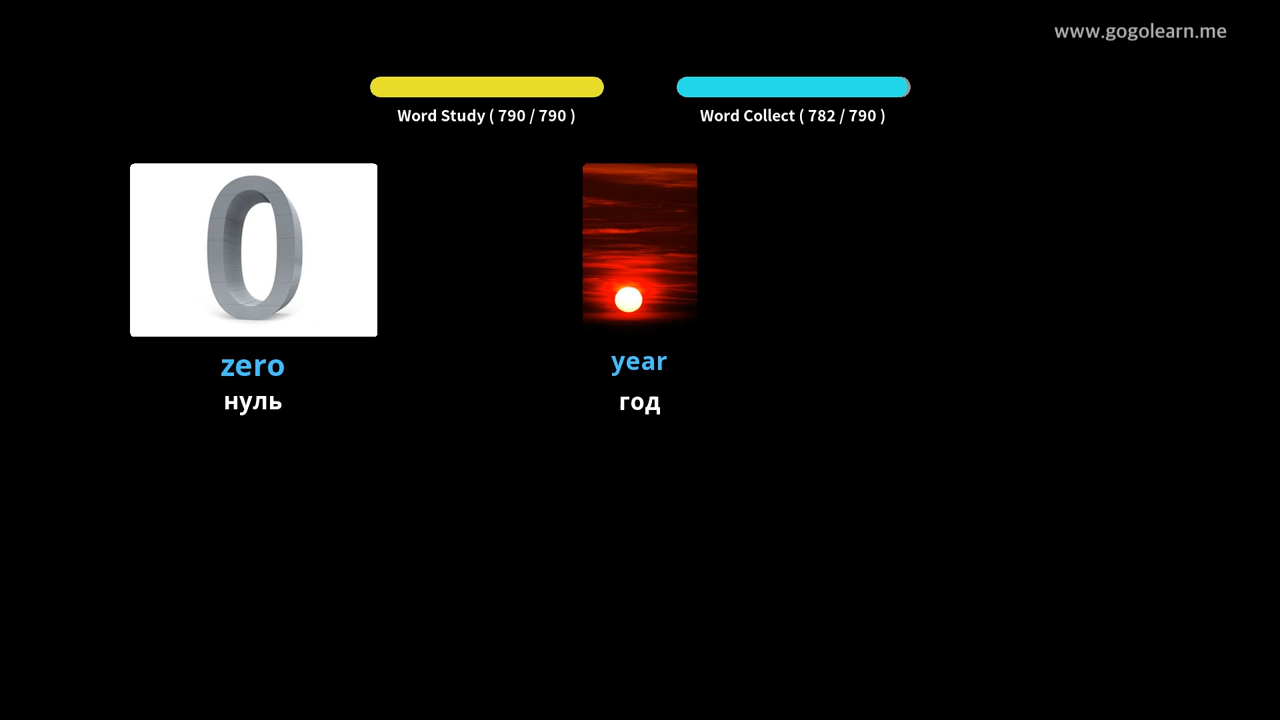 www.gogolearn.me
Word Study ( 790 / 790 )
Word Collect ( 782 / 790 )
0
zero
нуль
year
год